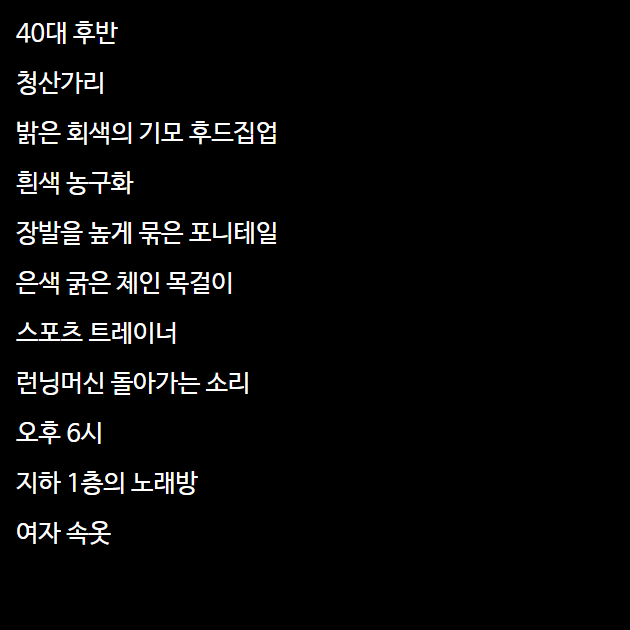 40대 후반
청산가리
밝은 회색의 기모 후드집업
흰색 농구화
장발을 높게 묶은 포니테일
은색 굵은 체인 목걸이
스포츠 트레이너
런닝머신 돌아가는 소리
오후 6시
지하 1층의 노래방
여자 속옷